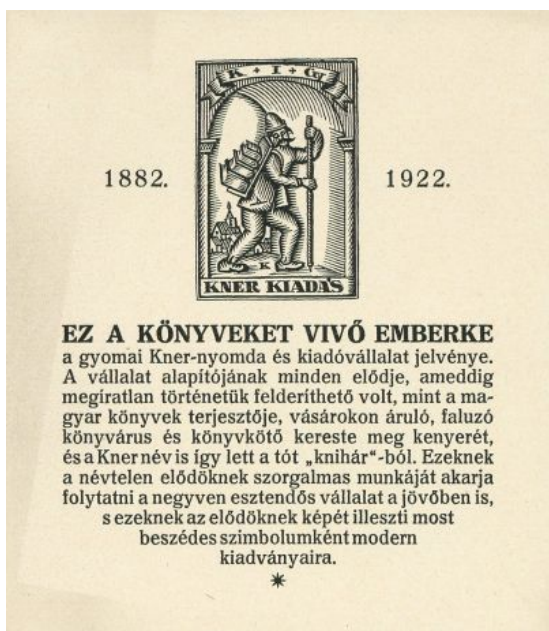 K + I + Cg
1882.
1922.
K
KNER KIADÁS
EZ A KÖNYVEKET VIVŐ EMBERKE
a gyomai Kner-nyomda és kiadóvállalat jelvénye.
A vállalat alapítójának minden elődje, ameddig
megíratlan történetük felderíthető volt, mint a ma-
gyar könyvek terjesztője, vásárokon áruló, faluzó
könyvárus és könyvkötő kereste meg kenyerét,
és a Kner név is így lett a tót „knihár“-ból. Ezeknek
a névtelen elődöknek szorgalmas munkáját akarja
folytatni a negyven esztendős vállalat a jövőben is,
s ezeknek az elődöknek képét illeszti most
beszédes szimbolumként modern
kiadványaira.
*